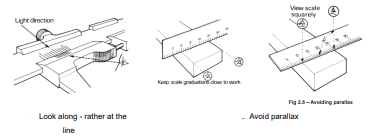 Light direction
View scale
squarely
Keep scale graduations close to work
Fig 2.5 – Avoiding parallax
Look along - rather at the
line
. Avoid parallax